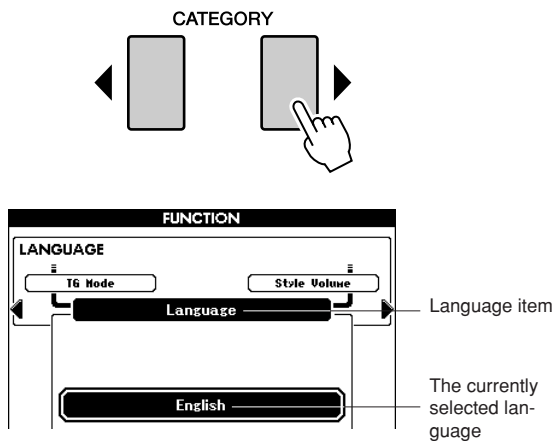 CATEGORY
FUNCTION
LANGUAGE
TG Mode
Style Volume
Language
Language item
English
The currently
selected lan-
guage